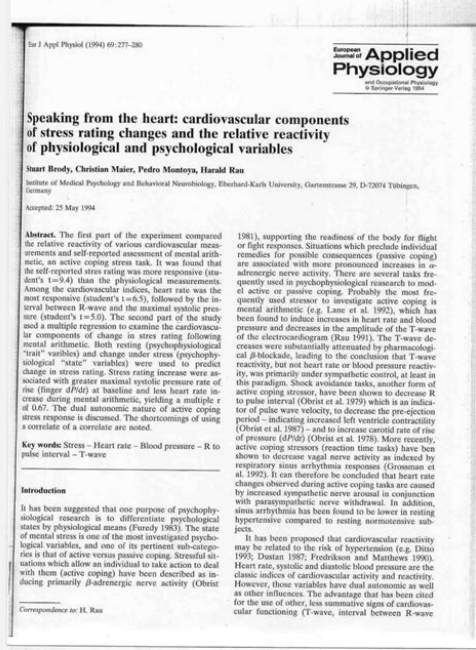 Eur J Appl Physiol (1994) 69:277–280
European
Journal of Applied
Physiology
and Occupational Physiology
© Springer-Verlag 1994
Speaking from the heart: cardiovascular components
of stress rating changes and the relative reactivity
of physiological and psychological variables
Stuart Brody, Christian Maier, Pedro Montoya, Harald Rau
Institute of Medical Psychology and Behavioral Neurobiology, Eberhard-Karls University, Gartenstrasse 29, D-72074 Tübingen,
Germany
Accepted: 25 May 1994
Abstract. The first part of the experiment compared
the relative reactivity of various cardiovascular meas-
urements and self-reported assessment of mental arith-
metic, an active coping stress task. It was found that
the self-reported stres rating was more responsive (stu-
dent's t=9.4) than the physiological measurements.
Among the cardiovascular indices, heart rate was the
most responsive (student's t=6.5), followed by the in-
terval between R-wave and the maximal systolic pres-
sure (student's t=5.0). The second part of the study
used a multiple regression to examine the cardiovascu-
lar components of change in stress rating following
mental arithmetic. Both resting (psychophysiological
"trait" varibles) and change under stress (psychophy-
siological "state" variables) were used to predict
change in stress rating. Stress rating increase were as-
sociated with greater maximal systolic pressure rate of
rise (finger dP/dt) at baseline and less heart rate in-
crease during mental arithmetic, yielding a multiple r
of 0.67. The dual autonomic nature of active coping
stress response is discussed. The shortcomings of using
a correlate of a correlate are noted.
Key words: Stress – Heart rate – Blood pressure – R to
pulse interval – T-wave
Introduction
It has been suggested that one purpose of psychophy-
siological research is to differentiate psychological
states by physiological means (Furedy 1983). The state
of mental stress is one of the most investigated psycho-
logical variables, and one of its pertinent sub-catego-
ries is that of active versus passive coping. Stressful sit-
uations which allow an individual to take action to deal
with them (active coping) have been described as in-
ducing primarily β-adrenergic nerve activity (Obrist
Correspondence to: H. Rau
1981), supporting the readiness of the body for flight
or fight responses. Situations which preclude individual
remedies for possible consequences (passive coping)
are associated with more pronounced increases in α-
adrenergic nerve activity. There are several tasks fre-
quently used in psychophysiological reasearch to mod-
el active or passive coping. Probably the most fre-
quently used stressor to investigate active coping is
mental arithmetic (e.g. Lane et al. 1992), which has
been found to induce increases in heart rate and blood
pressure and decreases in the amplitude of the T-wave
of the electrocardiogram (Rau 1991). The T-wave de-
creases were substantially attenuated by pharmacologi-
cal β-blockade, leading to the conclusion that T-wave
reactivity, but not heart rate or blood pressure reactiv-
ity, was primarily under sympathetic control, at least in
this paradigm. Shock avoidance tasks, another form of
active coping stressor, have been shown to decrease R
to pulse interval (Obrist et al. 1979) which is an indica-
tor of pulse wave velocity, to decrease the pre-ejection
period – indicating increased left ventricle contractility
(Obrist et al. 1987) – and to increase carotid rate of rise
of pressure (dP/dt) (Obrist et al. 1978). More recently,
active coping stressors (reaction time tasks) have ben
shown to decrease vagal nerve activity as indexed by
respiratory sinus arrhythmia responses (Grossman et
al. 1992). It can therefore be concluded that heart rate
changes observed during active coping tasks are caused
by increased sympathetic nerve arousal in conjunction
with parasympathetic nerve withdrawal. In addition,
sinus arrhythmia has been found to be lower in resting
hypertensive compared to resting normotensive sub-
jects.
It has been proposed that cardiovascular reactivity
may be related to the risk of hypertension (e.g. Ditto
1993; Dustan 1987; Fredrikson and Matthews 1990).
Heart rate, systolic and diastolic blood pressure are the
classic indices of cardiovascular activity and reactivity.
However, those variables have dual autonomic as well
as other influences. The advantage that has been cited
for the use of other, less summative signs of cardiovas-
cular functioning (T-wave, interval between R-wave